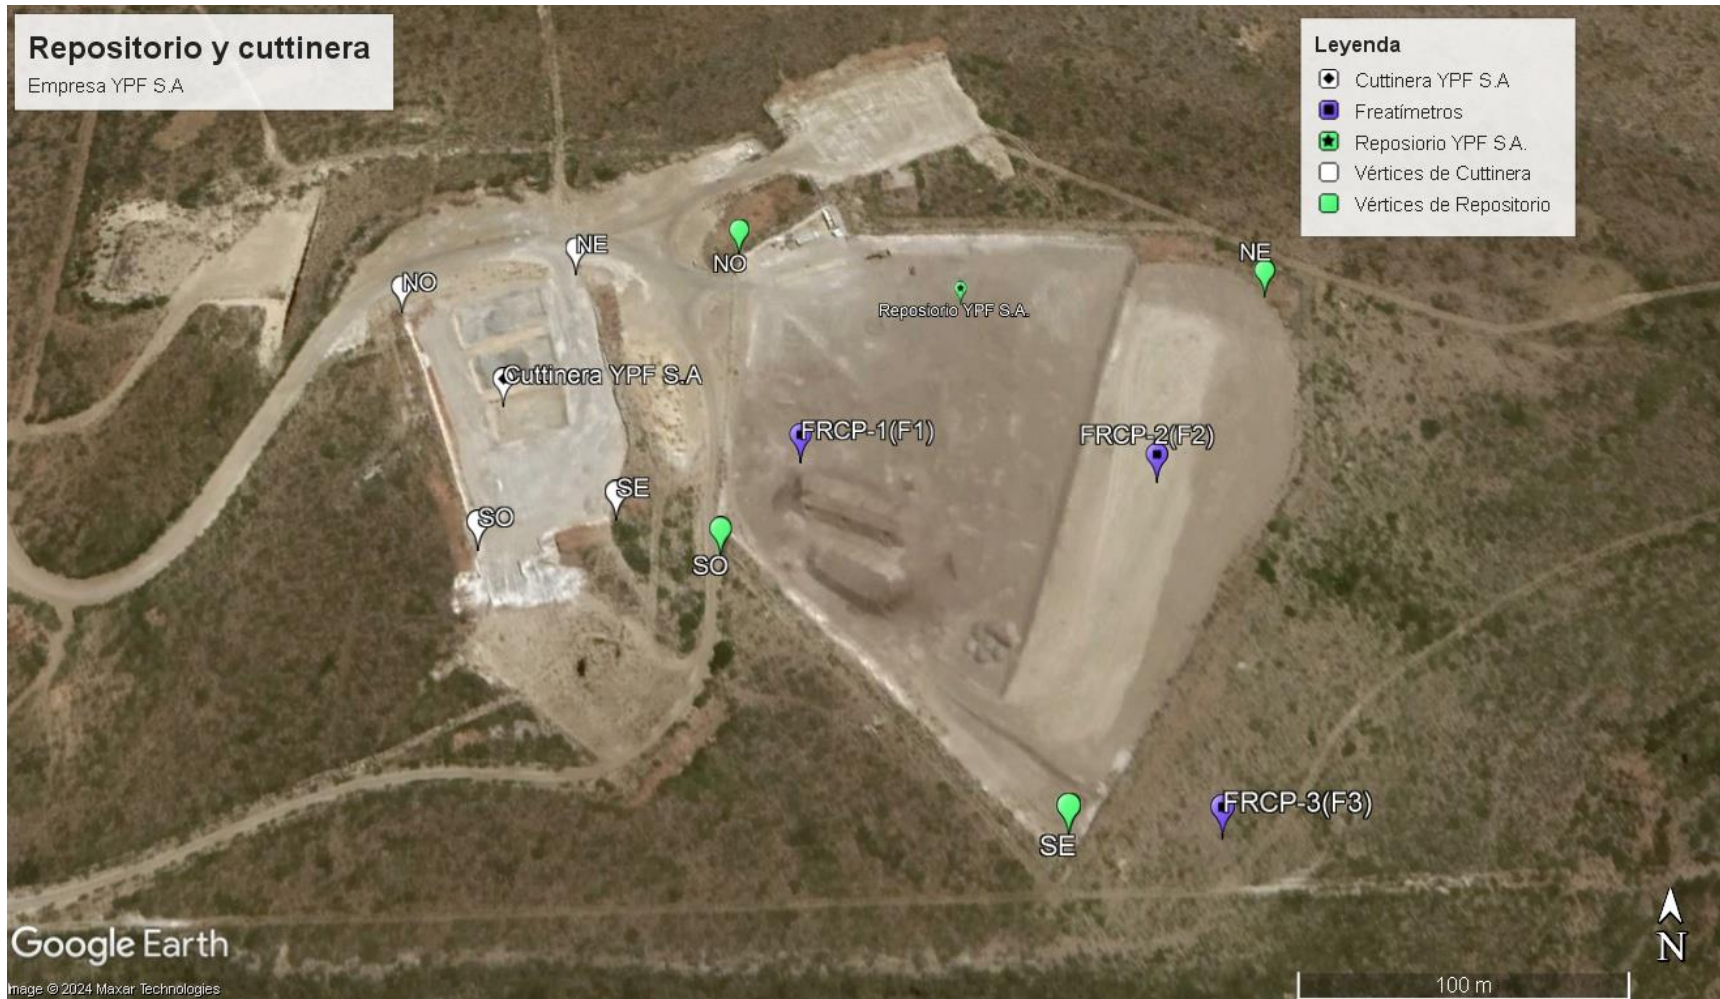 Repositorio y cuttinera
Empresa YPF S.A
Leyenda
Cuttinera YPF S.A
Freatímetros
Reposiorio YPF S.A.
Vértices de Cuttinera
Vértices de Repositorio
NO
NE
NO
NE
Reposiorio YPF S.A.
Cuttinera YPF S.A
FRCP-1(F1)
FRCP-2(F2)
SE
SO
SO
FRCP-3(F3)
SE
N
Google Earth
Image © 2024 Maxar Technologies
100 m